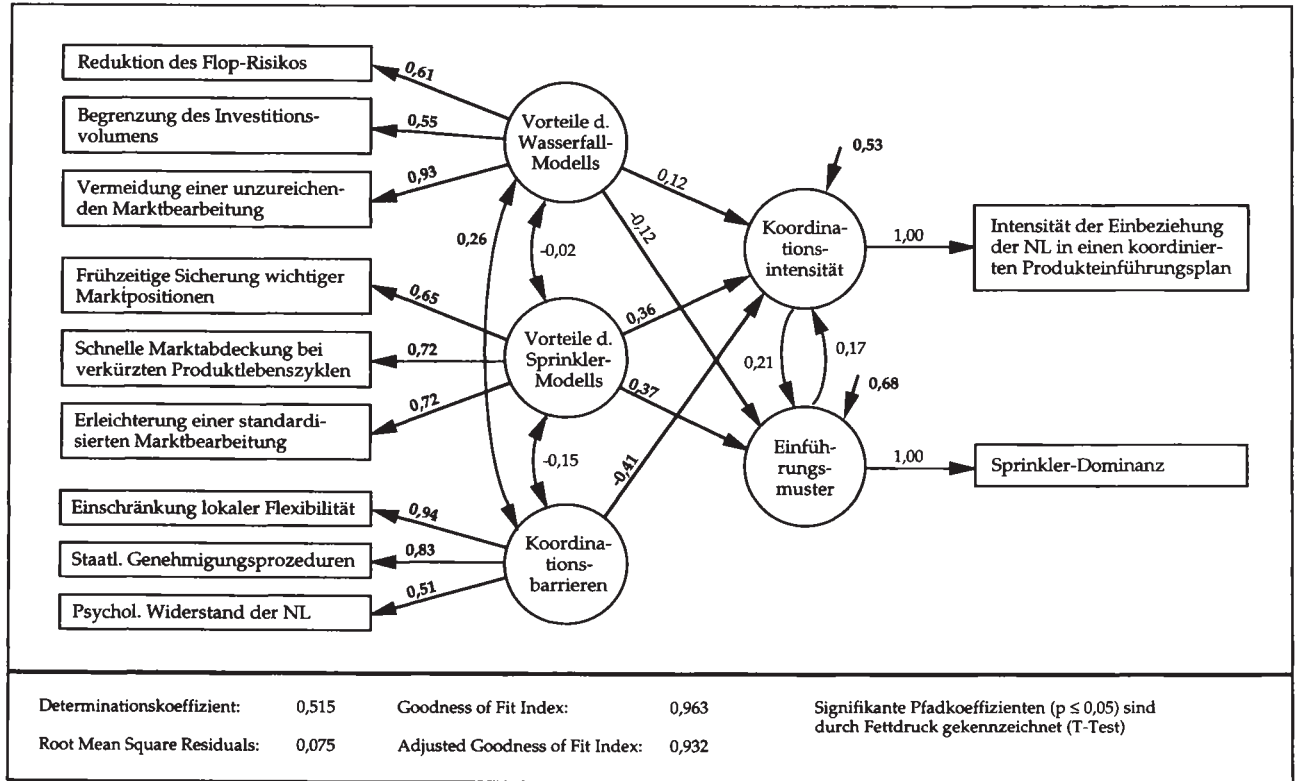 Reduktion des Flop-Risikos
Begrenzung des Investitions-
volumens
Vermeidung einer unzureichen-
den Marktbearbeitung
Frühzeitige Sicherung wichtiger
Marktpositionen
Schnelle Marktabdeckung bei
verkürzten Produktlebenszyklen
Erleichterung einer standardi-
sierten Marktbearbeitung
Einschränkung lokaler Flexibilität
Staatl. Genehmigungsprozeduren
Psychol. Widerstand der NL
0,61
0,55
0,93
0,65
0,72
0,72
0,94
0,83
0,51
Vorteile d.
Wasserfall-
Modells
Vorteile d.
Sprinkler-
Modells
Koordina-
tions-
barrieren
0,26
-0,02
-0,15
0,12
-0,12
0,36
0,37
-0,41
Koordina-
tions-
intensität
0,53
0,21
0,17
0,68
Einfüh-
rungs-
muster
1,00
Intensität der Einbeziehung
der NL in einen koordinier-
ten Produkteinführungsplan
1,00
Sprinkler-Dominanz
Determinationskoeffizient: 0,515 Goodness of Fit Index: 0,963
Root Mean Square Residuals: 0,075 Adjusted Goodness of Fit Index: 0,932
Signifikante Pfadkoeffizienten (p ≤ 0,05) sind
durch Fettdruck gekennzeichnet (T-Test)